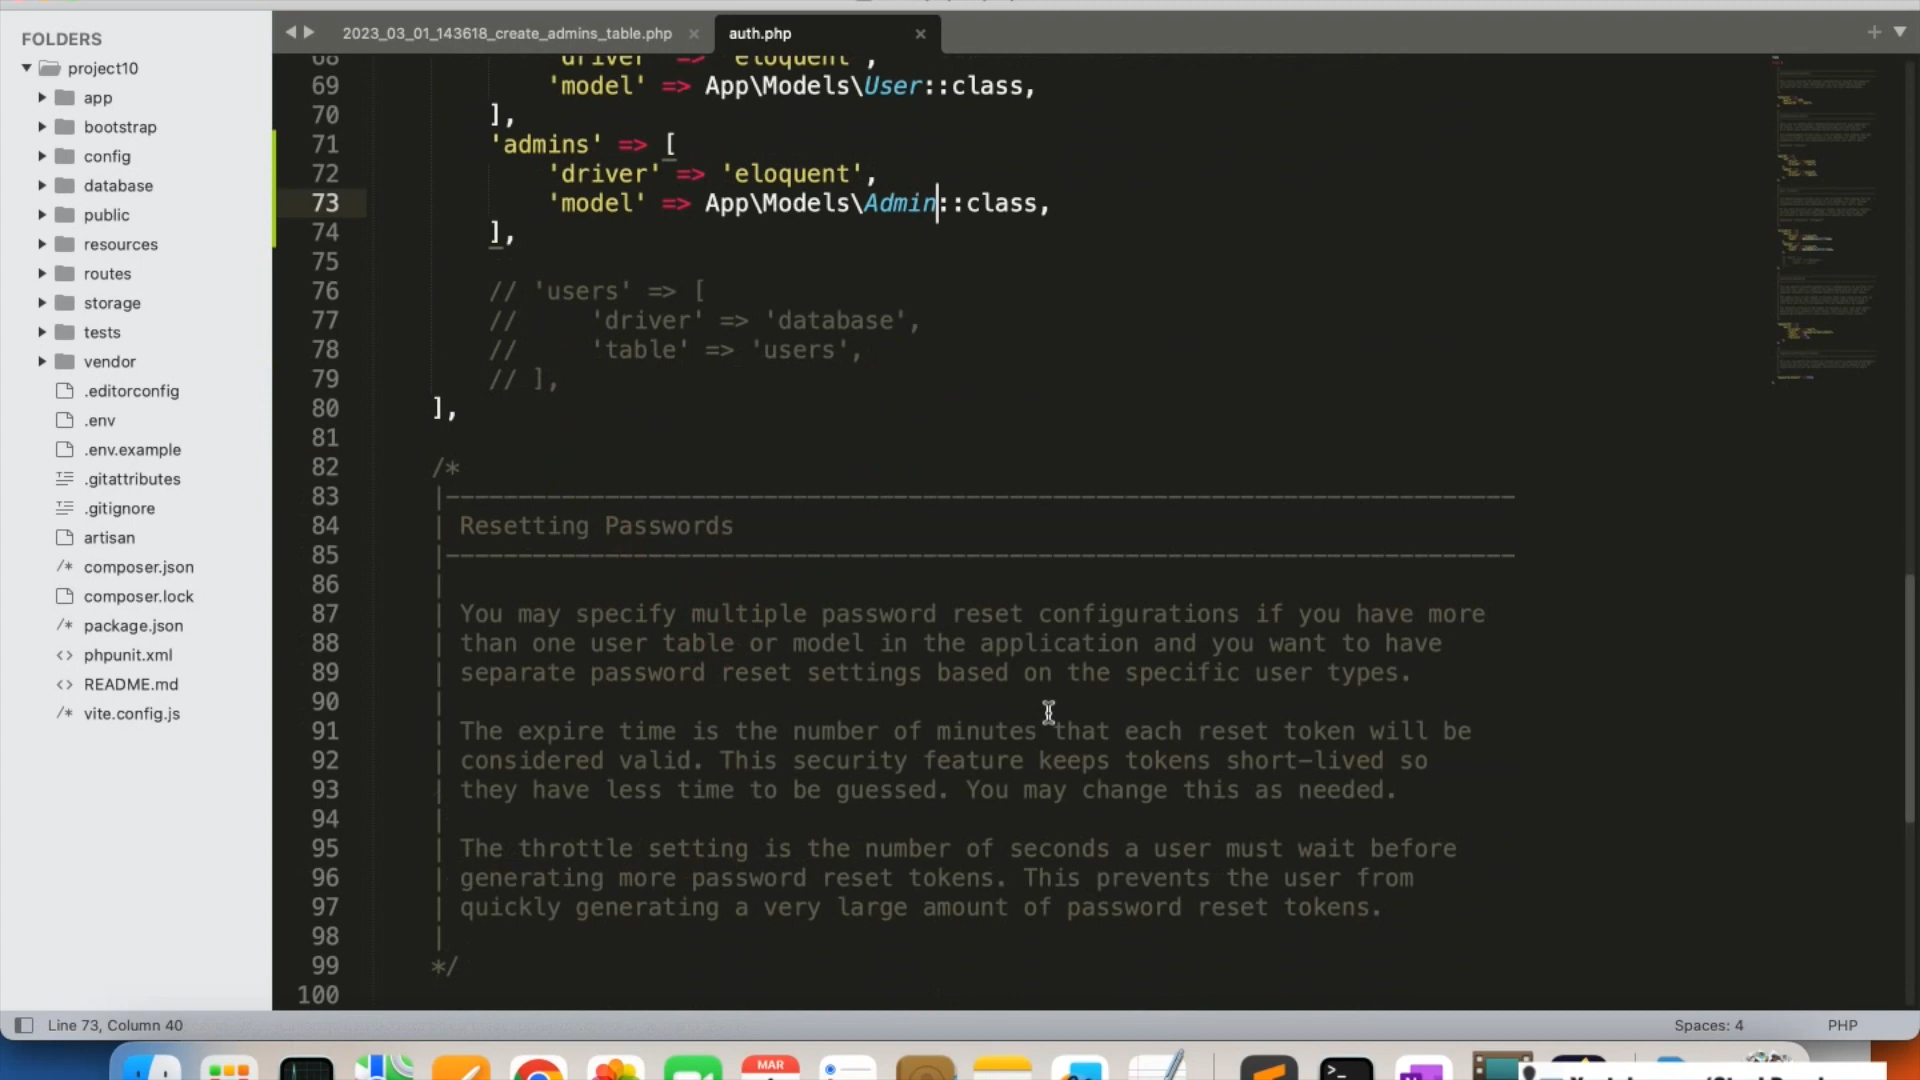 FOLDERS
project10
app
bootstrap
config
database
public
resources
routes
storage
tests
vendor
.editorconfig
.env
.env.example
.gitattributes
.gitignore
artisan
composer.json
composer.lock
package.json
phpunit.xml
README.md
vite.config.js
2023_03_01_143618_create_admins_table.php
auth.php
68 'driver' => 'eloquent',
69 'model' => App\Models\User::class,
70 ],
71 'admins' => [
72 'driver' => 'eloquent',
73 'model' => App\Models\Admin::class,
74 ],
75
76 // 'users' => [
77 //     'driver' => 'database',
78 //     'table' => 'users',
79 // ],
80 ],
81
82 /*
83 |--------------------------------------------------------------------------
84 | Resetting Passwords
85 |--------------------------------------------------------------------------
86 |
87 | You may specify multiple password reset configurations if you have more
88 | than one user table or model in the application and you want to have
89 | separate password reset settings based on the specific user types.
90 |
91 | The expire time is the number of minutes that each reset token will be
92 | considered valid. This security feature keeps tokens short-lived so
93 | they have less time to be guessed. You may change this as needed.
94 |
95 | The throttle setting is the number of seconds a user must wait before
96 | generating more password reset tokens. This prevents the user from
97 | quickly generating a very large amount of password reset tokens.
98 |
99 */
100
Line 73, Column 40
Spaces: 4
PHP
MAR